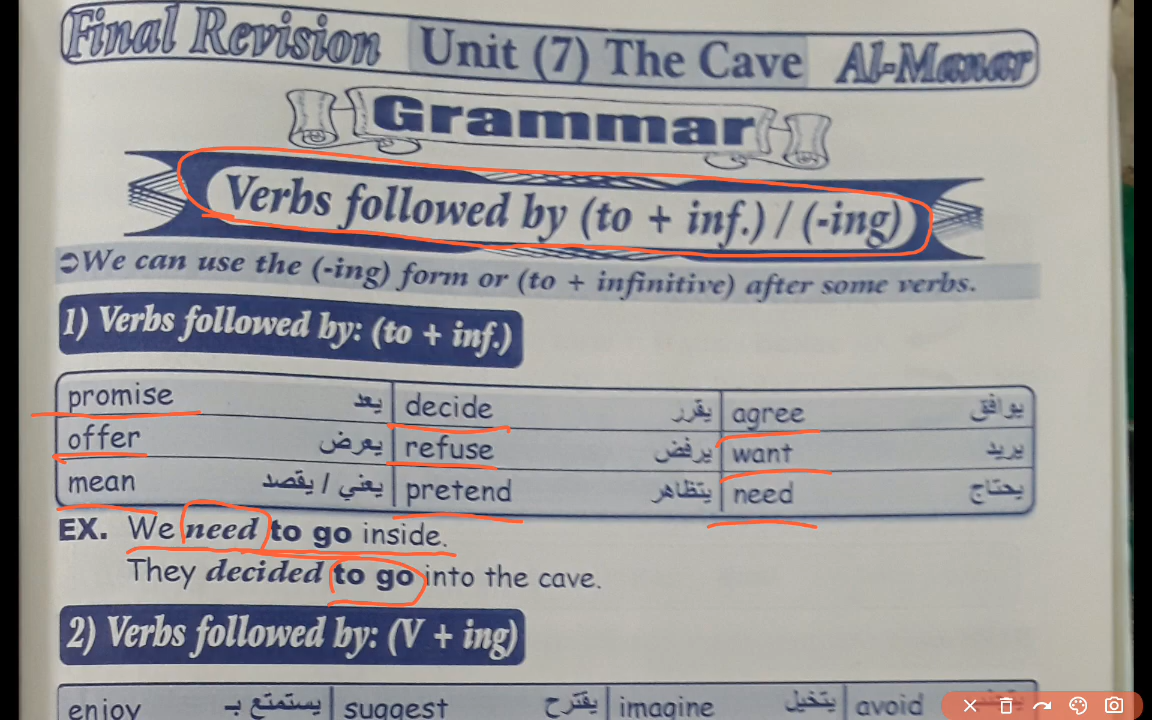 Final Revision Unit (7) The Cave Al-Manar
Grammar
Verbs followed by (to + inf.) / (-ing)
We can use the (-ing) form or (to + infinitive) after some verbs.
1) Verbs followed by: (to + inf.)
promise يعد decide يقرر agree يوافق
offer يعرض refuse يرفض want يريد
mean يعني / يقصد pretend يتظاهر need يحتاج
EX. We need to go inside.
They decided to go into the cave.
2) Verbs followed by: (V + ing)
enjoy يستمتع بـ suggest يقترح imagine يتخيل avoid